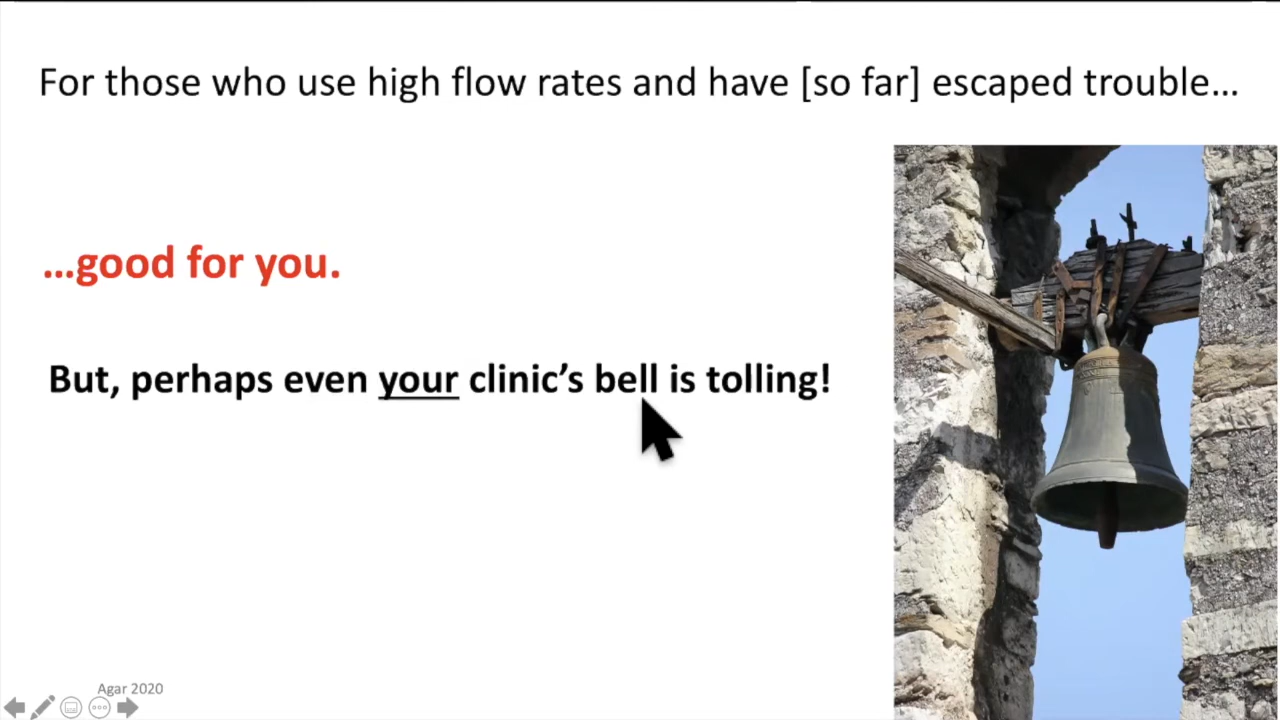 For those who use high flow rates and have [so far] escaped trouble…
…good for you.
But, perhaps even your clinic’s bell is tolling!
Agar 2020